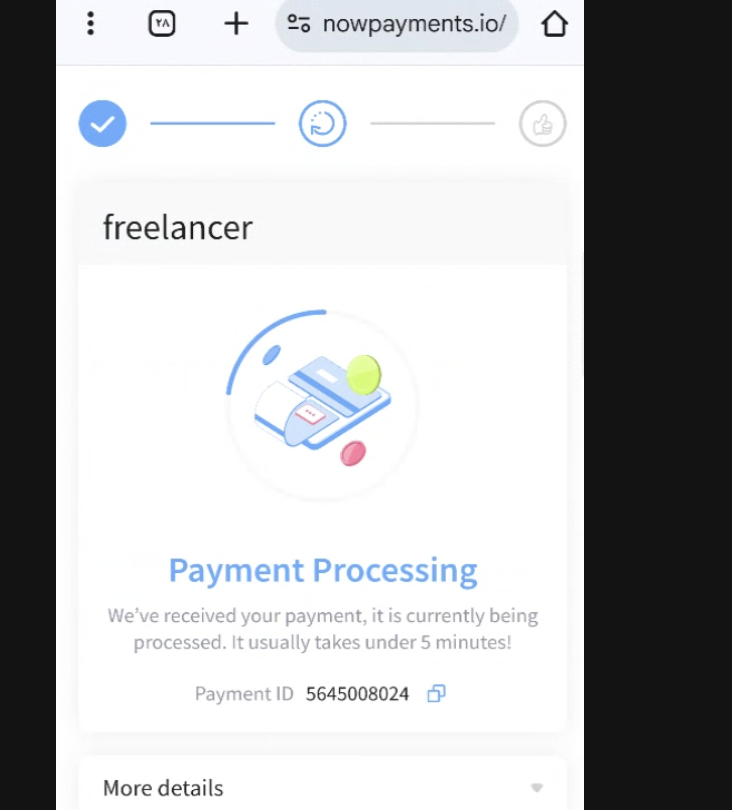 ٢٨
nowpayments.io/
freelancer
Payment Processing
We've received your payment, it is currently being
processed. It usually takes under 5 minutes!
Payment ID 5645008024
More details